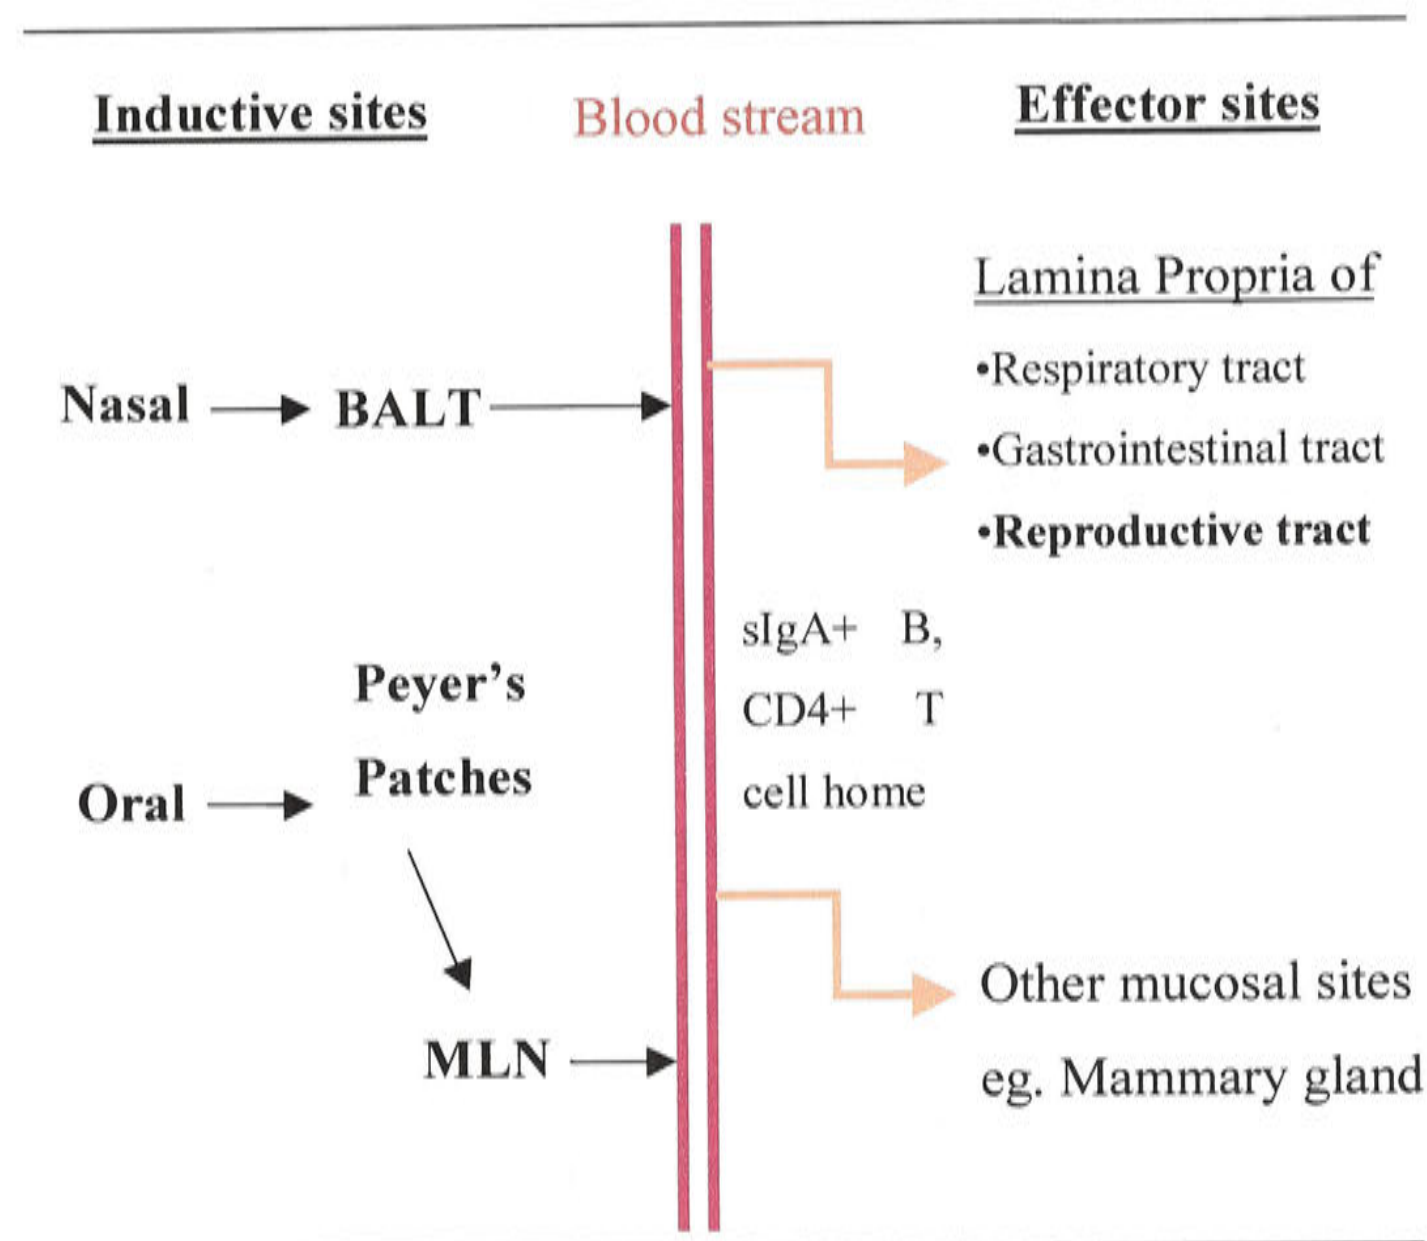 Inductive sites
Blood stream
Effector sites
Lamina Propria of
•Respiratory tract
Nasal
BALT
•Gastrointestinal tract
•Reproductive tract
sIgA+ B,
CD4+ T
cell home
Peyer's
Patches
Oral
MLN
Other mucosal sites
eg. Mammary gland